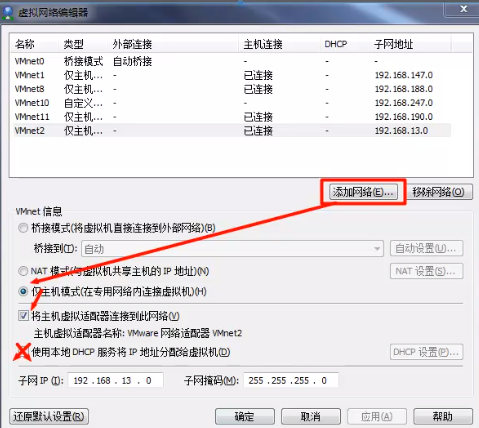 虚拟网络编辑器
名称 类型 外部连接 主机连接 DHCP 子网地址
VMnet0 桥接模式 自动桥接 - - -
VMnet1 仅主机... - 已连接 - 192.168.147.0
VMnet8 仅主机... - 已连接 - 192.168.188.0
VMnet10 自定义... - - - 192.168.247.0
VMnet11 仅主机... - 已连接 - 192.168.190.0
VMnet2 仅主机... - 已连接 - 192.168.13.0
添加网络(E)... 移除网络(O)
VMnet 信息
桥接模式(将虚拟机直接连接到外部网络)(B)
桥接到(T): 自动 自动设置(U)...
NAT 模式(与虚拟机共享主机的 IP 地址)(N) NAT 设置(S)...
仅主机模式(在专用网络内连接虚拟机)(H)
将主机虚拟适配器连接到此网络(V)
主机虚拟适配器名称: VMware 网络适配器 VMnet2
使用本地 DHCP 服务将 IP 地址分配给虚拟机(D) DHCP 设置(P)...
子网 IP (I): 192 .168 . 13 . 0 子网掩码(M): 255 .255 .255 . 0
还原默认设置(R) 确定 取消 应用(A) 帮助